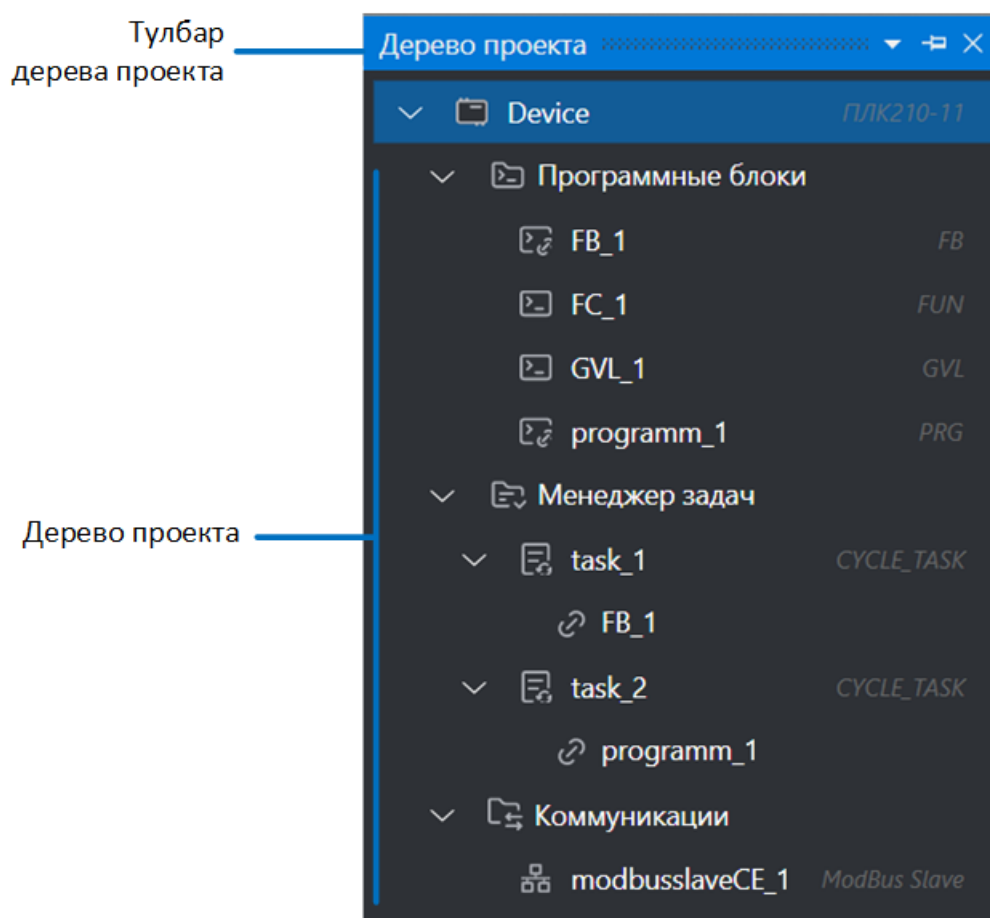 Тулбар
дерева проекта
Дерево проекта
Device ПЛК210-11
Программные блоки
FB_1 FB
FC_1 FUN
GVL_1 GVL
programm_1 PRG
Менеджер задач
Дерево проекта
task_1 CYCLE_TASK
FB_1
task_2 CYCLE_TASK
programm_1
Коммуникации
modbusslaveCE_1 ModBus Slave